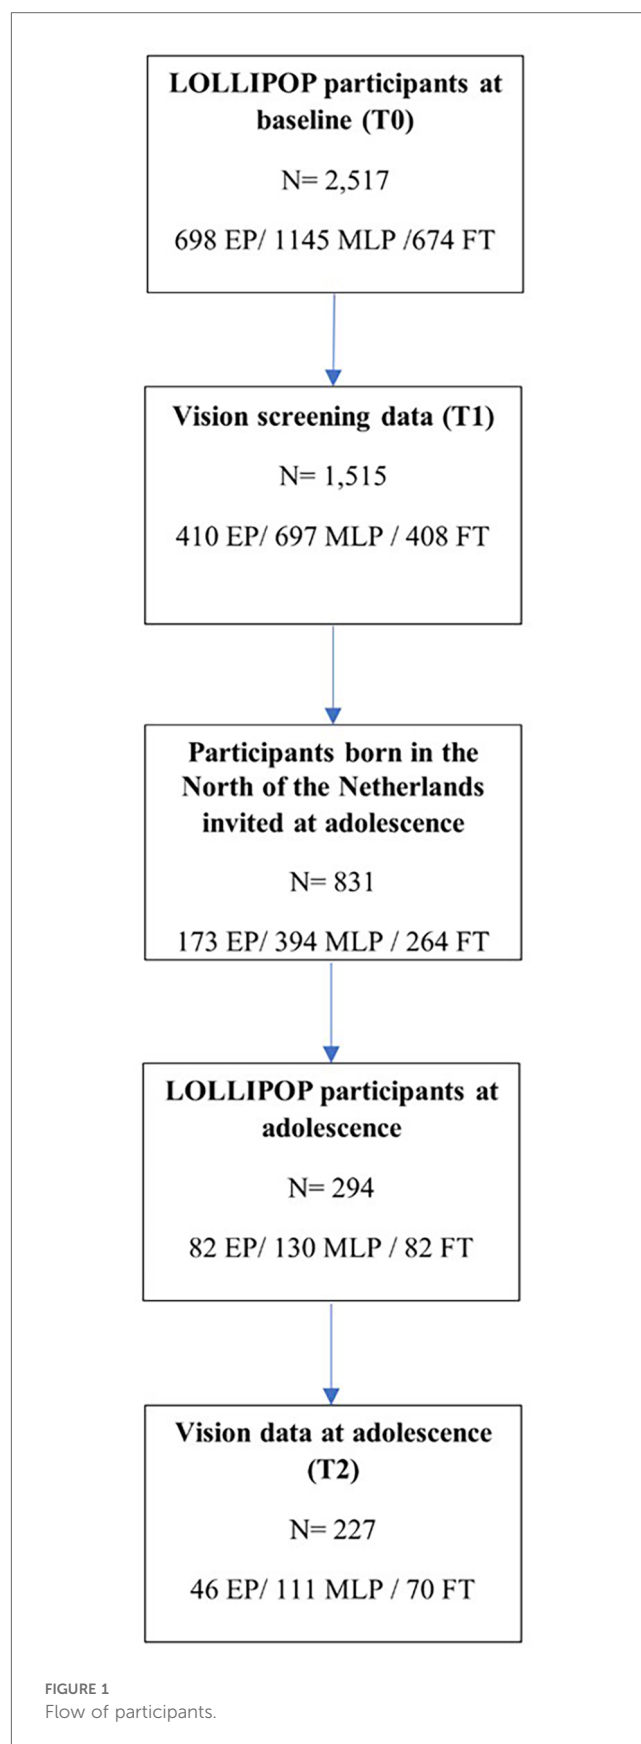 LOLLIPOP participants at
baseline (T0)
N= 2,517
698 EP/ 1145 MLP /674 FT
Vision screening data (T1)
N= 1,515
410 EP/ 697 MLP / 408 FT
Participants born in the
North of the Netherlands
invited at adolescence
N= 831
173 EP/ 394 MLP / 264 FT
LOLLIPOP participants at
adolescence
N= 294
82 EP/ 130 MLP / 82 FT
Vision data at adolescence
(T2)
N= 227
46 EP/ 111 MLP / 70 FT
FIGURE 1
Flow of participants.